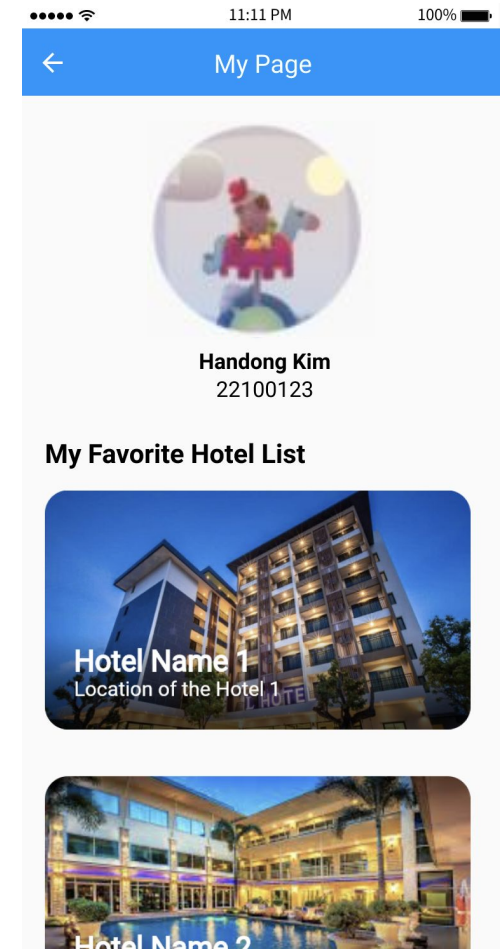 11:11 PM 100%
My Page
Handong Kim
22100123
My Favorite Hotel List
Hotel Name 1
Location of the Hotel 1
HOTEL
Hotel Name 2